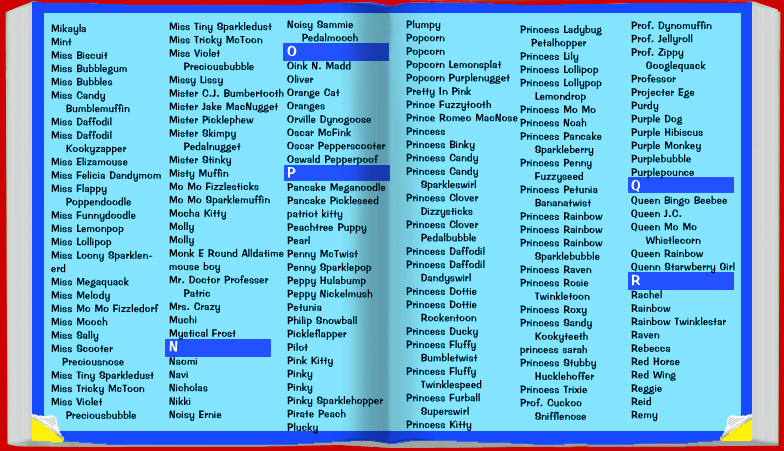 Mikayla
Mint
Miss Biscuit
Miss Bubblegum
Miss Bubbles
Miss Candy
Bumblemuffin
Miss Daffodil
Miss Daffodil
Kookyzapper
Miss Elizamouse
Miss Felicia Dandymom
Miss Flappy
Poppendoodle
Miss Funnydoodle
Miss Lemonpop
Miss Lollipop
Miss Loony Sparklen-
erd
Miss Megaquack
Miss Melody
Miss Mo Mo Fizzledorf
Miss Mooch
Miss Sally
Miss Scooter
Preciousnose
Miss Tiny Sparkledust
Miss Tricky McToon
Miss Violet
Preciousbubble
Miss Tiny Sparkledust
Miss Tricky McToon
Miss Violet
Preciousbubble
Missy Lissy
Mister C.J. Bumbertooth
Mister Jake MacNugget
Mister Picklephew
Mister Skimpy
Pedalnugget
Mister Stinky
Misty Muffin
Mo Mo Fizzlesticks
Mo Mo Sparklemuffin
Mocha Kitty
Molly
Molly
Monk E Round Alldatime
mouse boy
Mr. Doctor Professer
Patric
Mrs. Crazy
Muchi
Mystical Frost
N
Naomi
Navi
Nicholas
Nikki
Noisy Ernie
Noisy Sammie
Pedalmooch
O
Oink N. Madd
Oliver
Orange Cat
Oranges
Orville Dynogoose
Oscar McFink
Oscar Pepperscooter
Oswald Pepperpoof
P
Pancake Meganoodle
Pancake Pickleseed
patriot kitty
Peachtree Puppy
Pearl
Penny McTwist
Penny Sparklepop
Peppy Hulabump
Peppy Nickelmush
Petunia
Philip Snowball
Pickleflapper
Pilot
Pink Kitty
Pinky
Pinky
Pinky Sparklehopper
Pirate Peach
Plucky
Plumpy
Popcorn
Popcorn
Popcorn Lemonsplat
Popcorn Purplenugget
Pretty In Pink
Prince Fuzzytooth
Prince Romeo MacNose
Princess
Princess Binky
Princess Candy
Princess Candy
Sparkleswirl
Princess Clover
Dizzysticks
Princess Clover
Pedalbubble
Princess Daffodil
Princess Daffodil
Dandyswirl
Princess Dottie
Princess Dottie
Rockentoon
Princess Ducky
Princess Fluffy
Bumbletwist
Princess Fluffy
Twinklespeed
Princess Furball
Superswirl
Princess Kitty
Princess Ladybug
Petalhopper
Princess Lily
Princess Lollipop
Princess Lollypop
Lemondrop
Princess Mo Mo
Princess Noah
Princess Pancake
Sparkleberry
Princess Penny
Fuzzyseed
Princess Petunia
Bananatwist
Princess Rainbow
Princess Rainbow
Princess Rainbow
Sparklebubble
Princess Raven
Princess Rosie
Twinkletoon
Princess Roxy
Princess Sandy
Kookyteeth
princess sarah
Princess Stubby
Hucklehoffer
Princess Trixie
Prof. Cuckoo
Snifflenose
Prof. Dynomuffin
Prof. Jellyroll
Prof. Zippy
Googlequack
Professor
Projecter Ege
Purdy
Purple Dog
Purple Hibiscus
Purple Monkey
Purplebubble
Purplepounce
Q
Queen Bingo Beebee
Queen J.C.
Queen Mo Mo
Whistlecorn
Queen Rainbow
Quenn Starwberry Girl
R
Rachel
Rainbow
Rainbow Twinklestar
Raven
Rebecca
Red Horse
Red Wing
Reggie
Reid
Remy